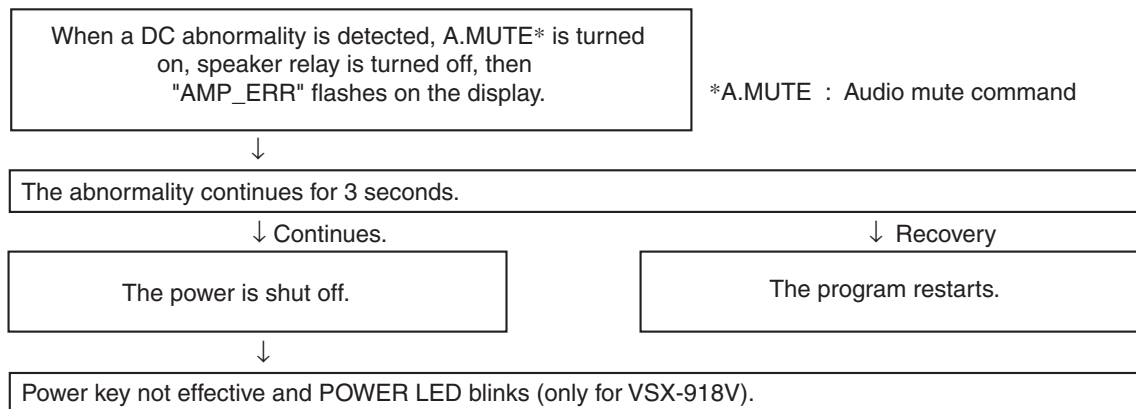 When a DC abnormality is detected, A.MUTE* is turned
on, speaker relay is turned off, then
"AMP_ERR" flashes on the display.
*A.MUTE : Audio mute command
↓
The abnormality continues for 3 seconds.
↓ Continues.
↓ Recovery
The power is shut off.
The program restarts.
↓
Power key not effective and POWER LED blinks (only for VSX-918V).